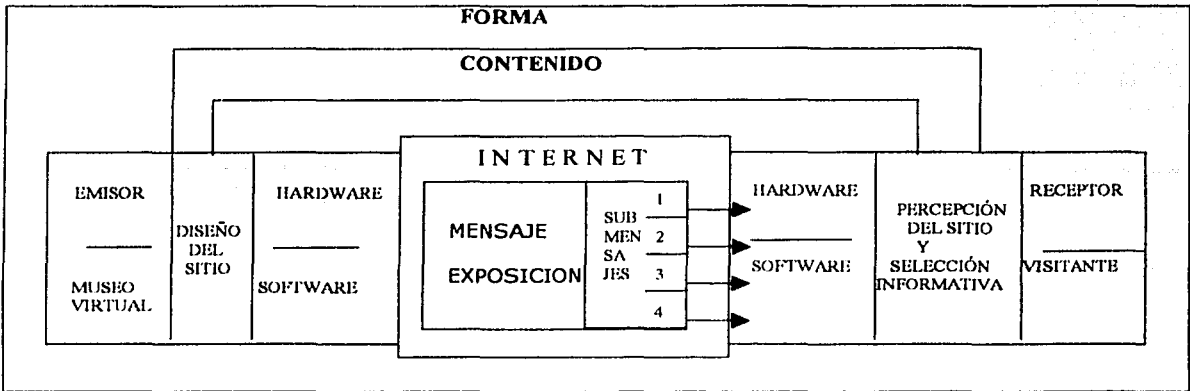 FORMA
CONTENIDO
EMISOR
MUSEO
VIRTUAL
DISEÑO
DEL
SITIO
HARDWARE
SOFTWARE
INTERNET
MENSAJE
EXPOSICION
SUB
MEN
SA
JES
1
2
3
4
HARDWARE
SOFTWARE
PERCEPCIÓN
DEL SITIO
Y
SELECCIÓN
INFORMATIVA
RECEPTOR
VISITANTE